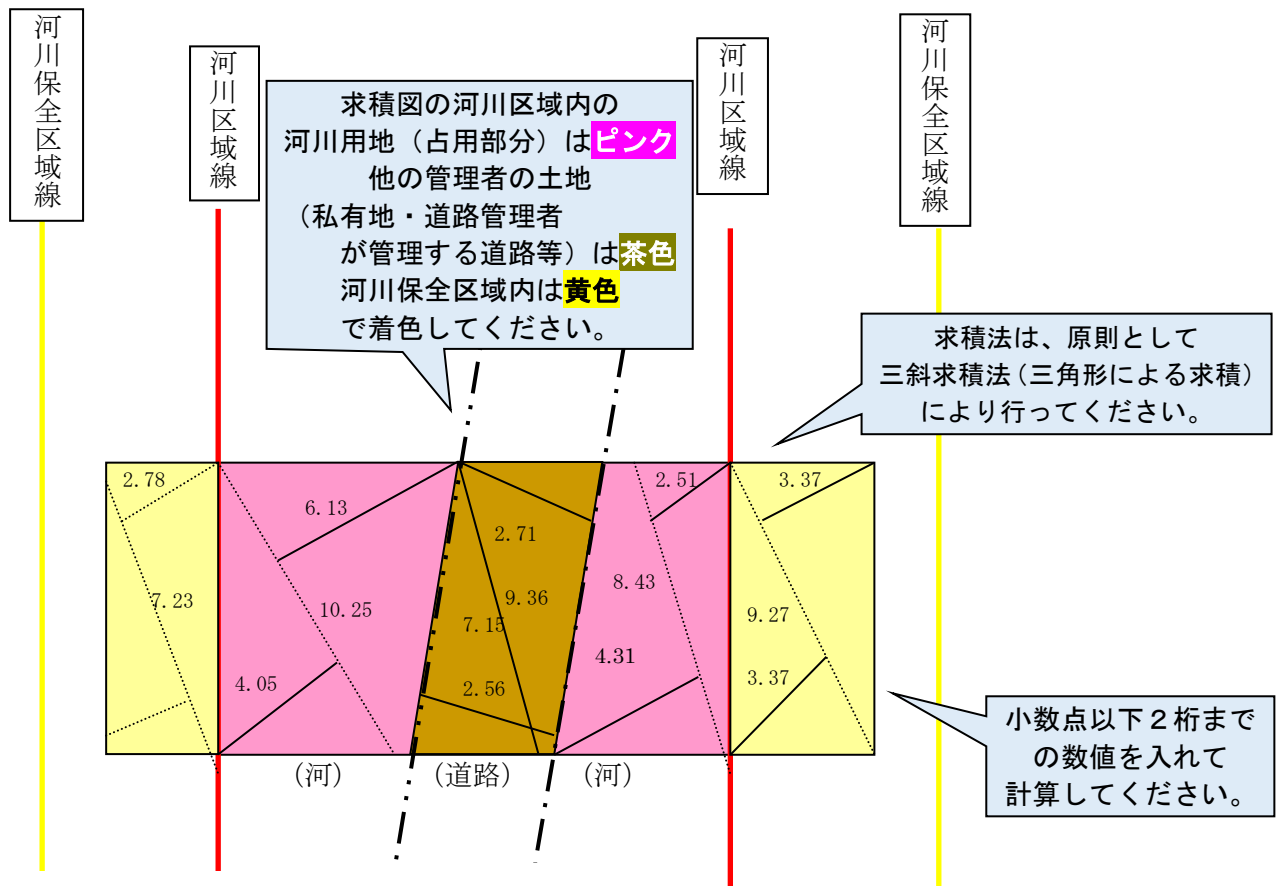 河川保全区域線
河川区域線
求積図の河川区域内の
河川用地（占用部分）はピンク
他の管理者の土地
（私有地・道路管理者
が管理する道路等）は茶色
河川保全区域内は黄色
で着色してください。
河川区域線
河川保全区域線
求積法は、原則として
三斜求積法(三角形による求積)
により行ってください。
2.78
6.13
2.71
2.51
3.37
7.23
10.25
9.36
7.15
8.43
9.27
4.05
2.56
4.31
3.37
(河)
(道路)
(河)
小数点以下２桁まで
の数値を入れて
計算してください。